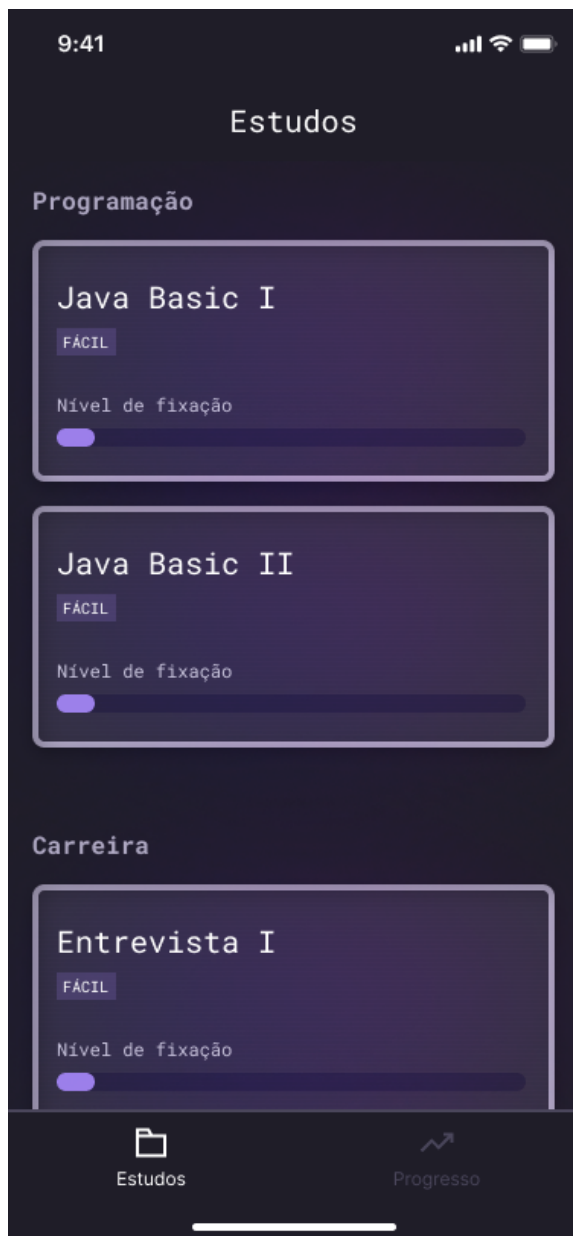 9:41
Estudos
Programação
Java Basic I
FÁCIL
Nível de fixação
Java Basic II
FÁCIL
Nível de fixação
Carreira
Entrevista I
FÁCIL
Nível de fixação
Estudos
Progresso